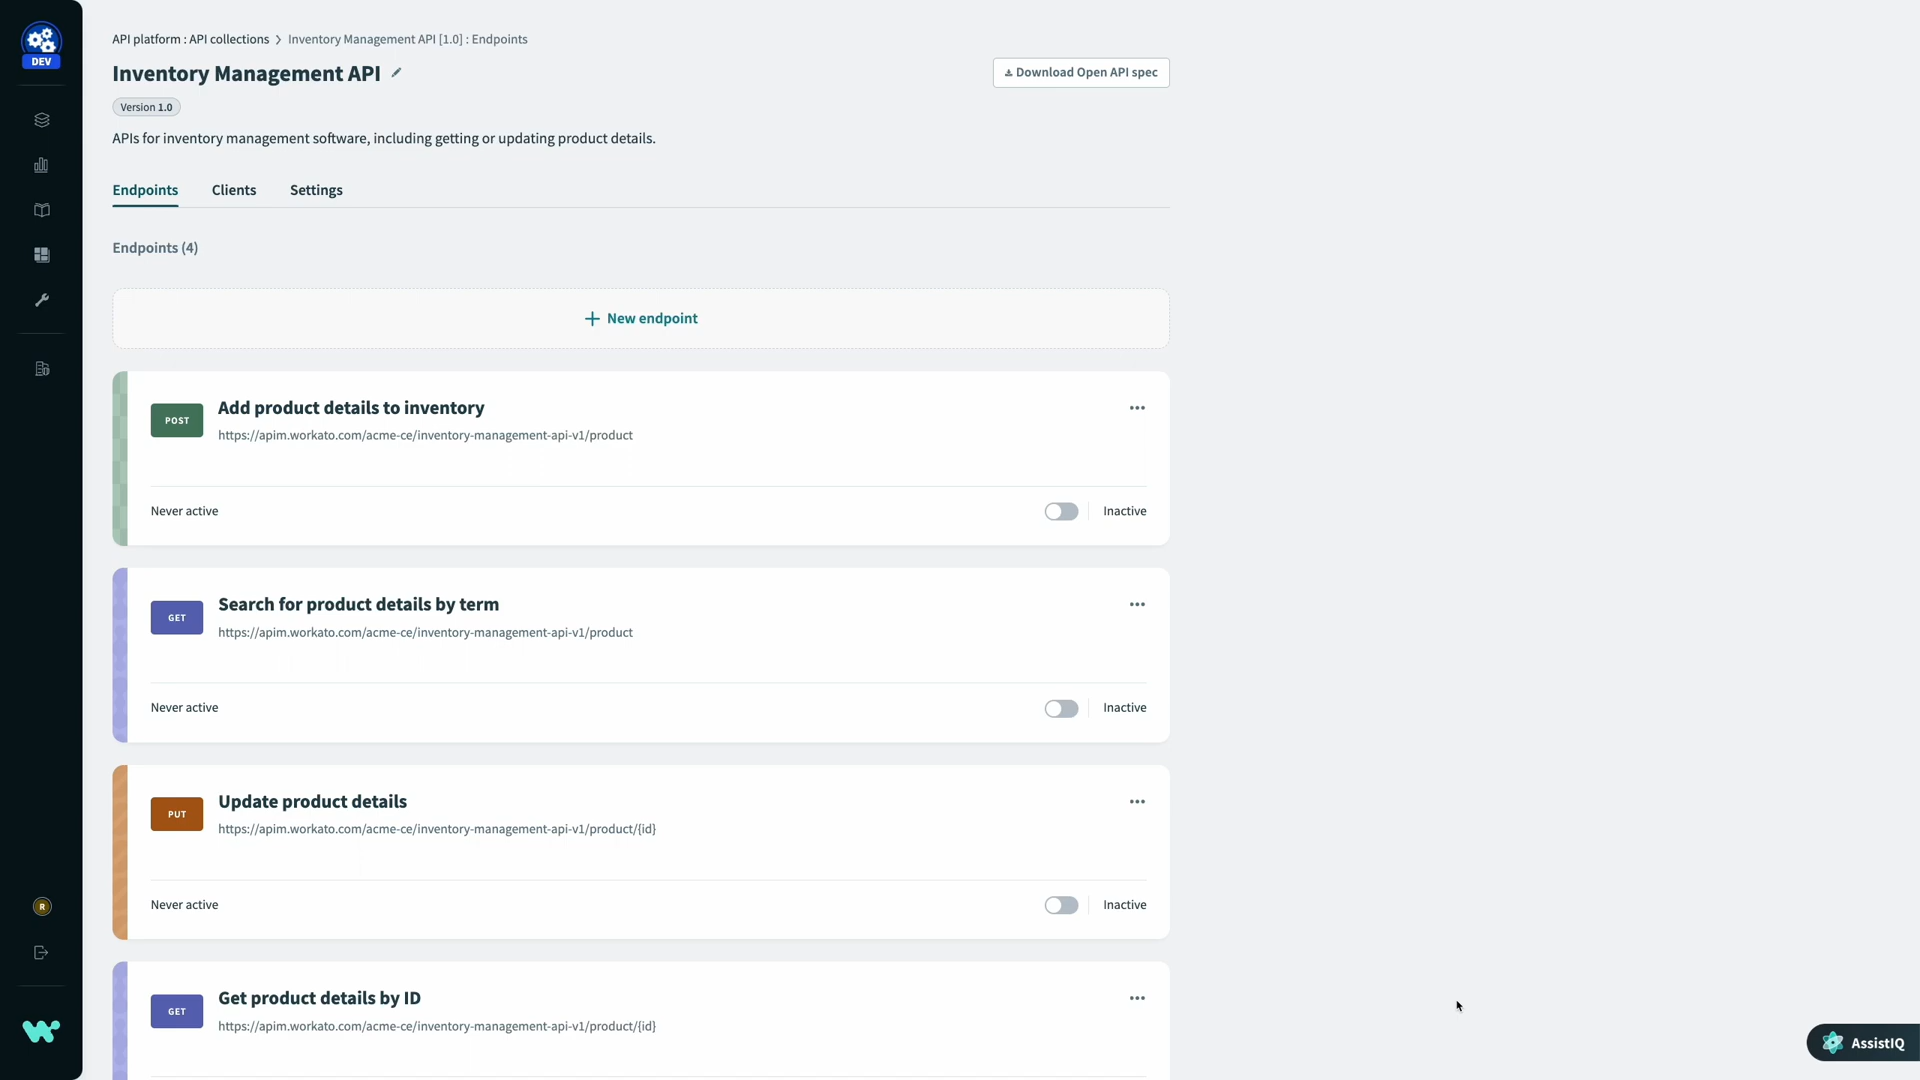 DEV
API platform : API collections > Inventory Management API [1.0] : Endpoints
Inventory Management API
Download Open API spec
Version 1.0
APIs for inventory management software, including getting or updating product details.
Endpoints Clients Settings
Endpoints (4)
+ New endpoint
POST Add product details to inventory
https://apim.workato.com/acme-ce/inventory-management-api-v1/product
Never active Inactive
GET Search for product details by term
https://apim.workato.com/acme-ce/inventory-management-api-v1/product
Never active Inactive
PUT Update product details
https://apim.workato.com/acme-ce/inventory-management-api-v1/product/{id}
Never active Inactive
R
GET Get product details by ID
https://apim.workato.com/acme-ce/inventory-management-api-v1/product/{id}
AssistIQ